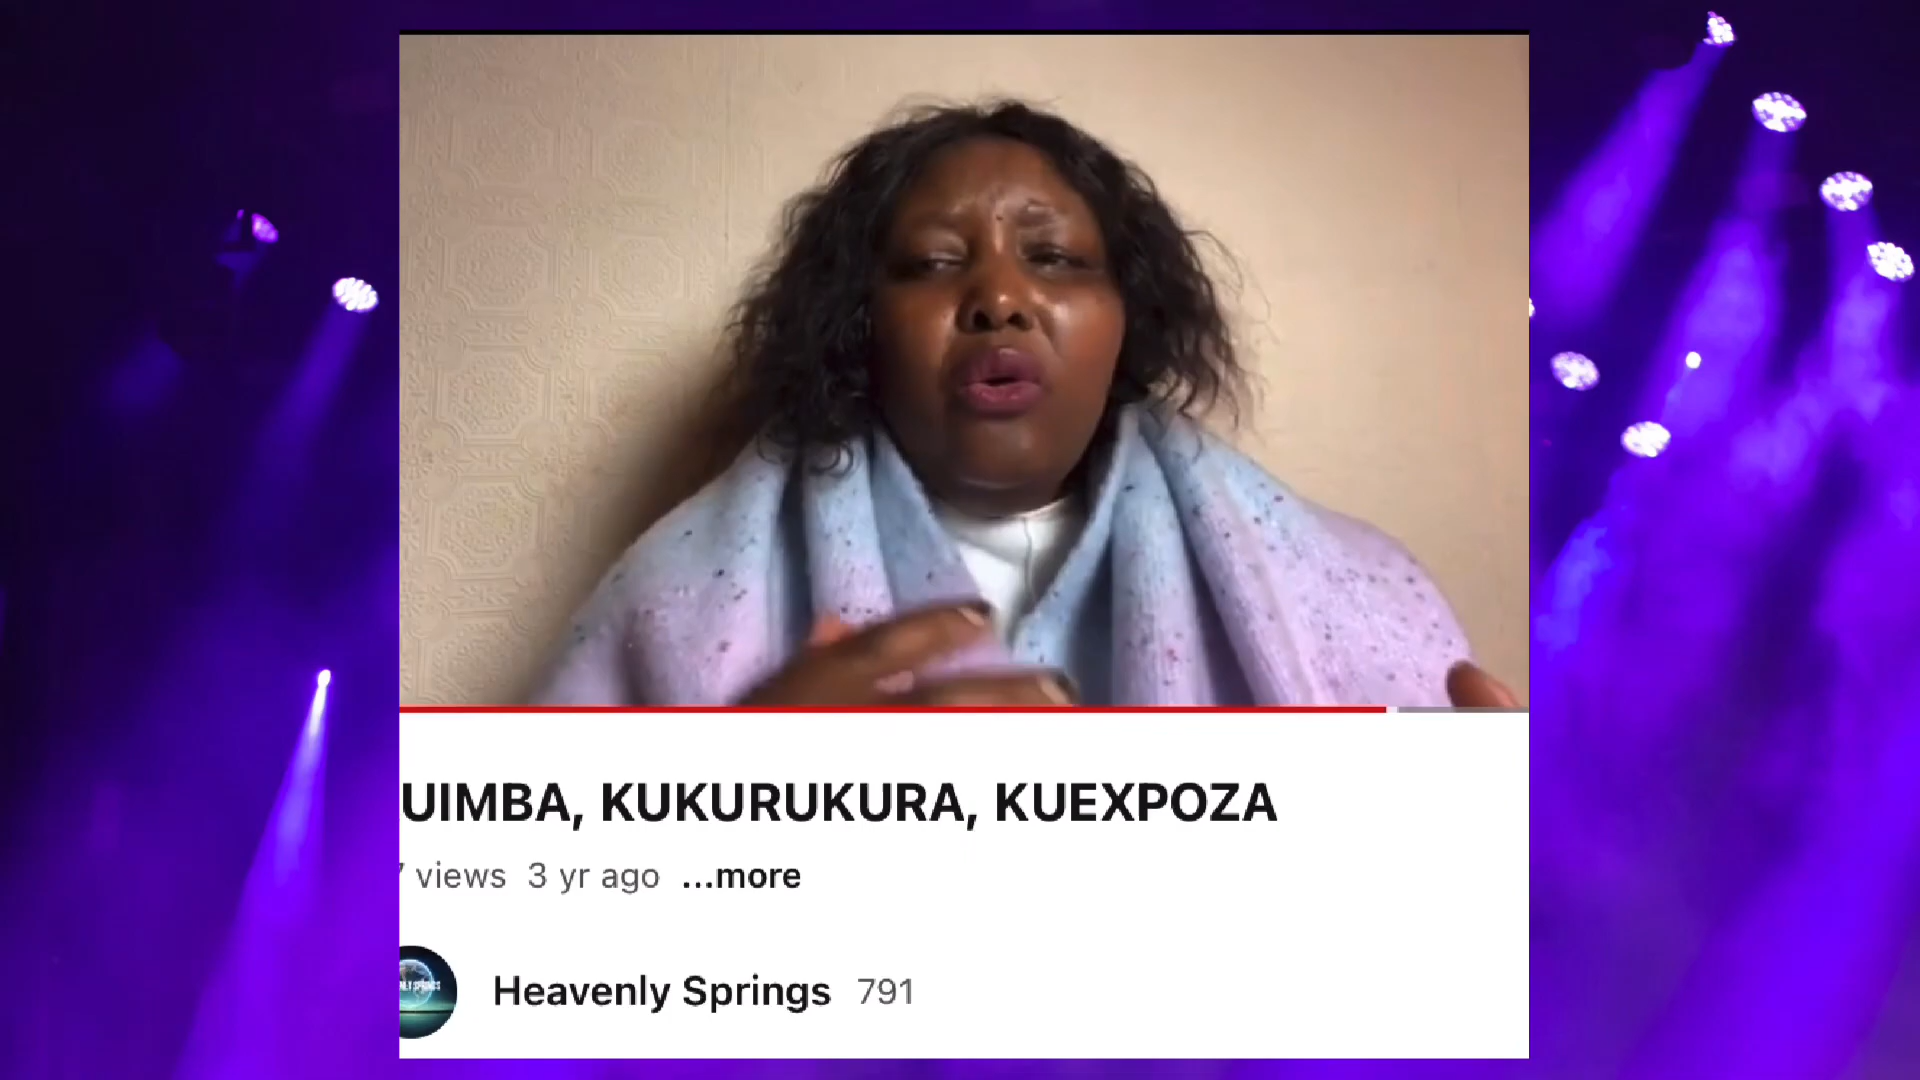 UIMBA, KUKURUKURA, KUEXPOZA
views 3 yr ago ...more
Heavenly Springs 791